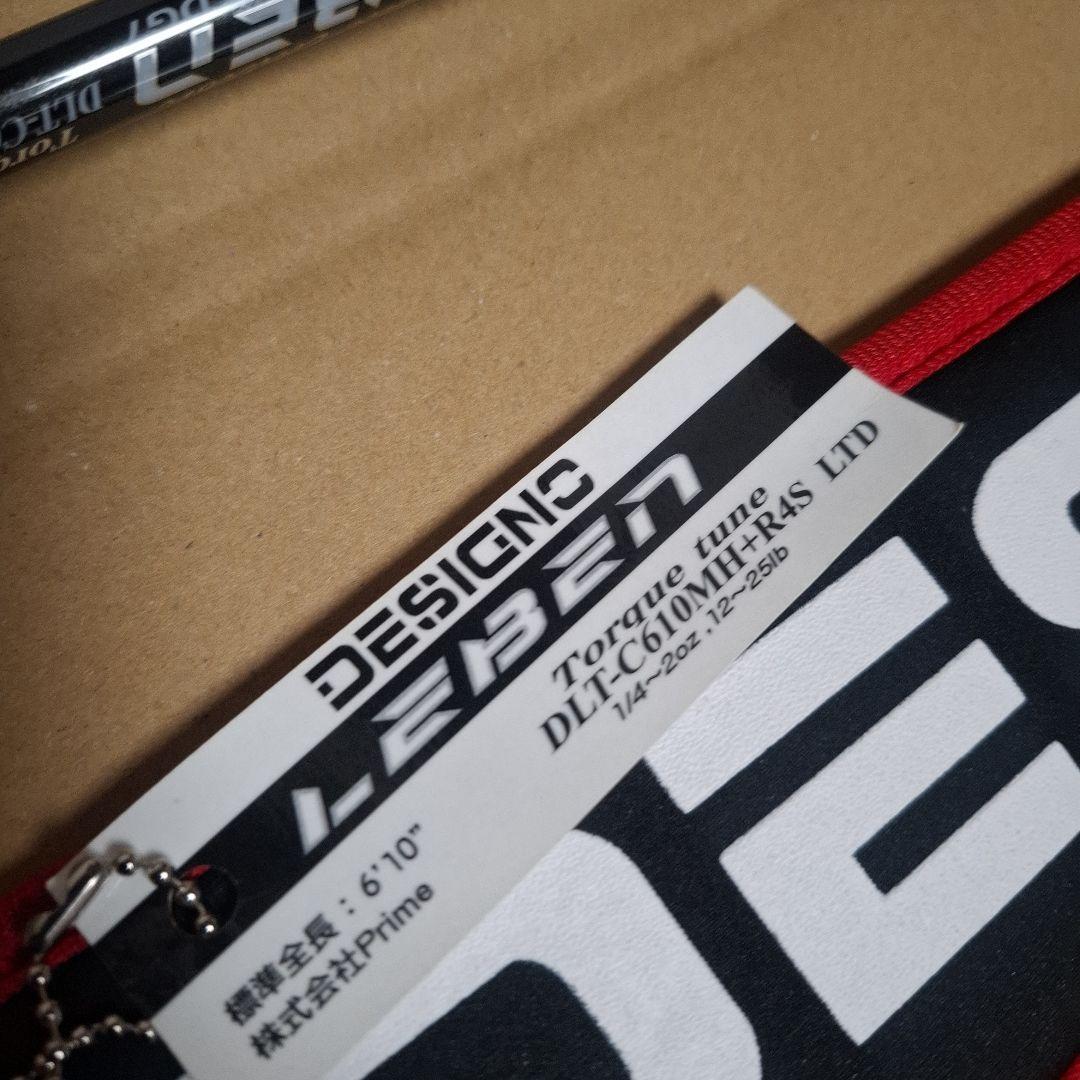 DESIGNO
LEBEN
Torque tune
DLT-C610MH+R4S LTD
1/4~2oz ,12~25lb
標準全長：6'10"
株式会社Prime
DES